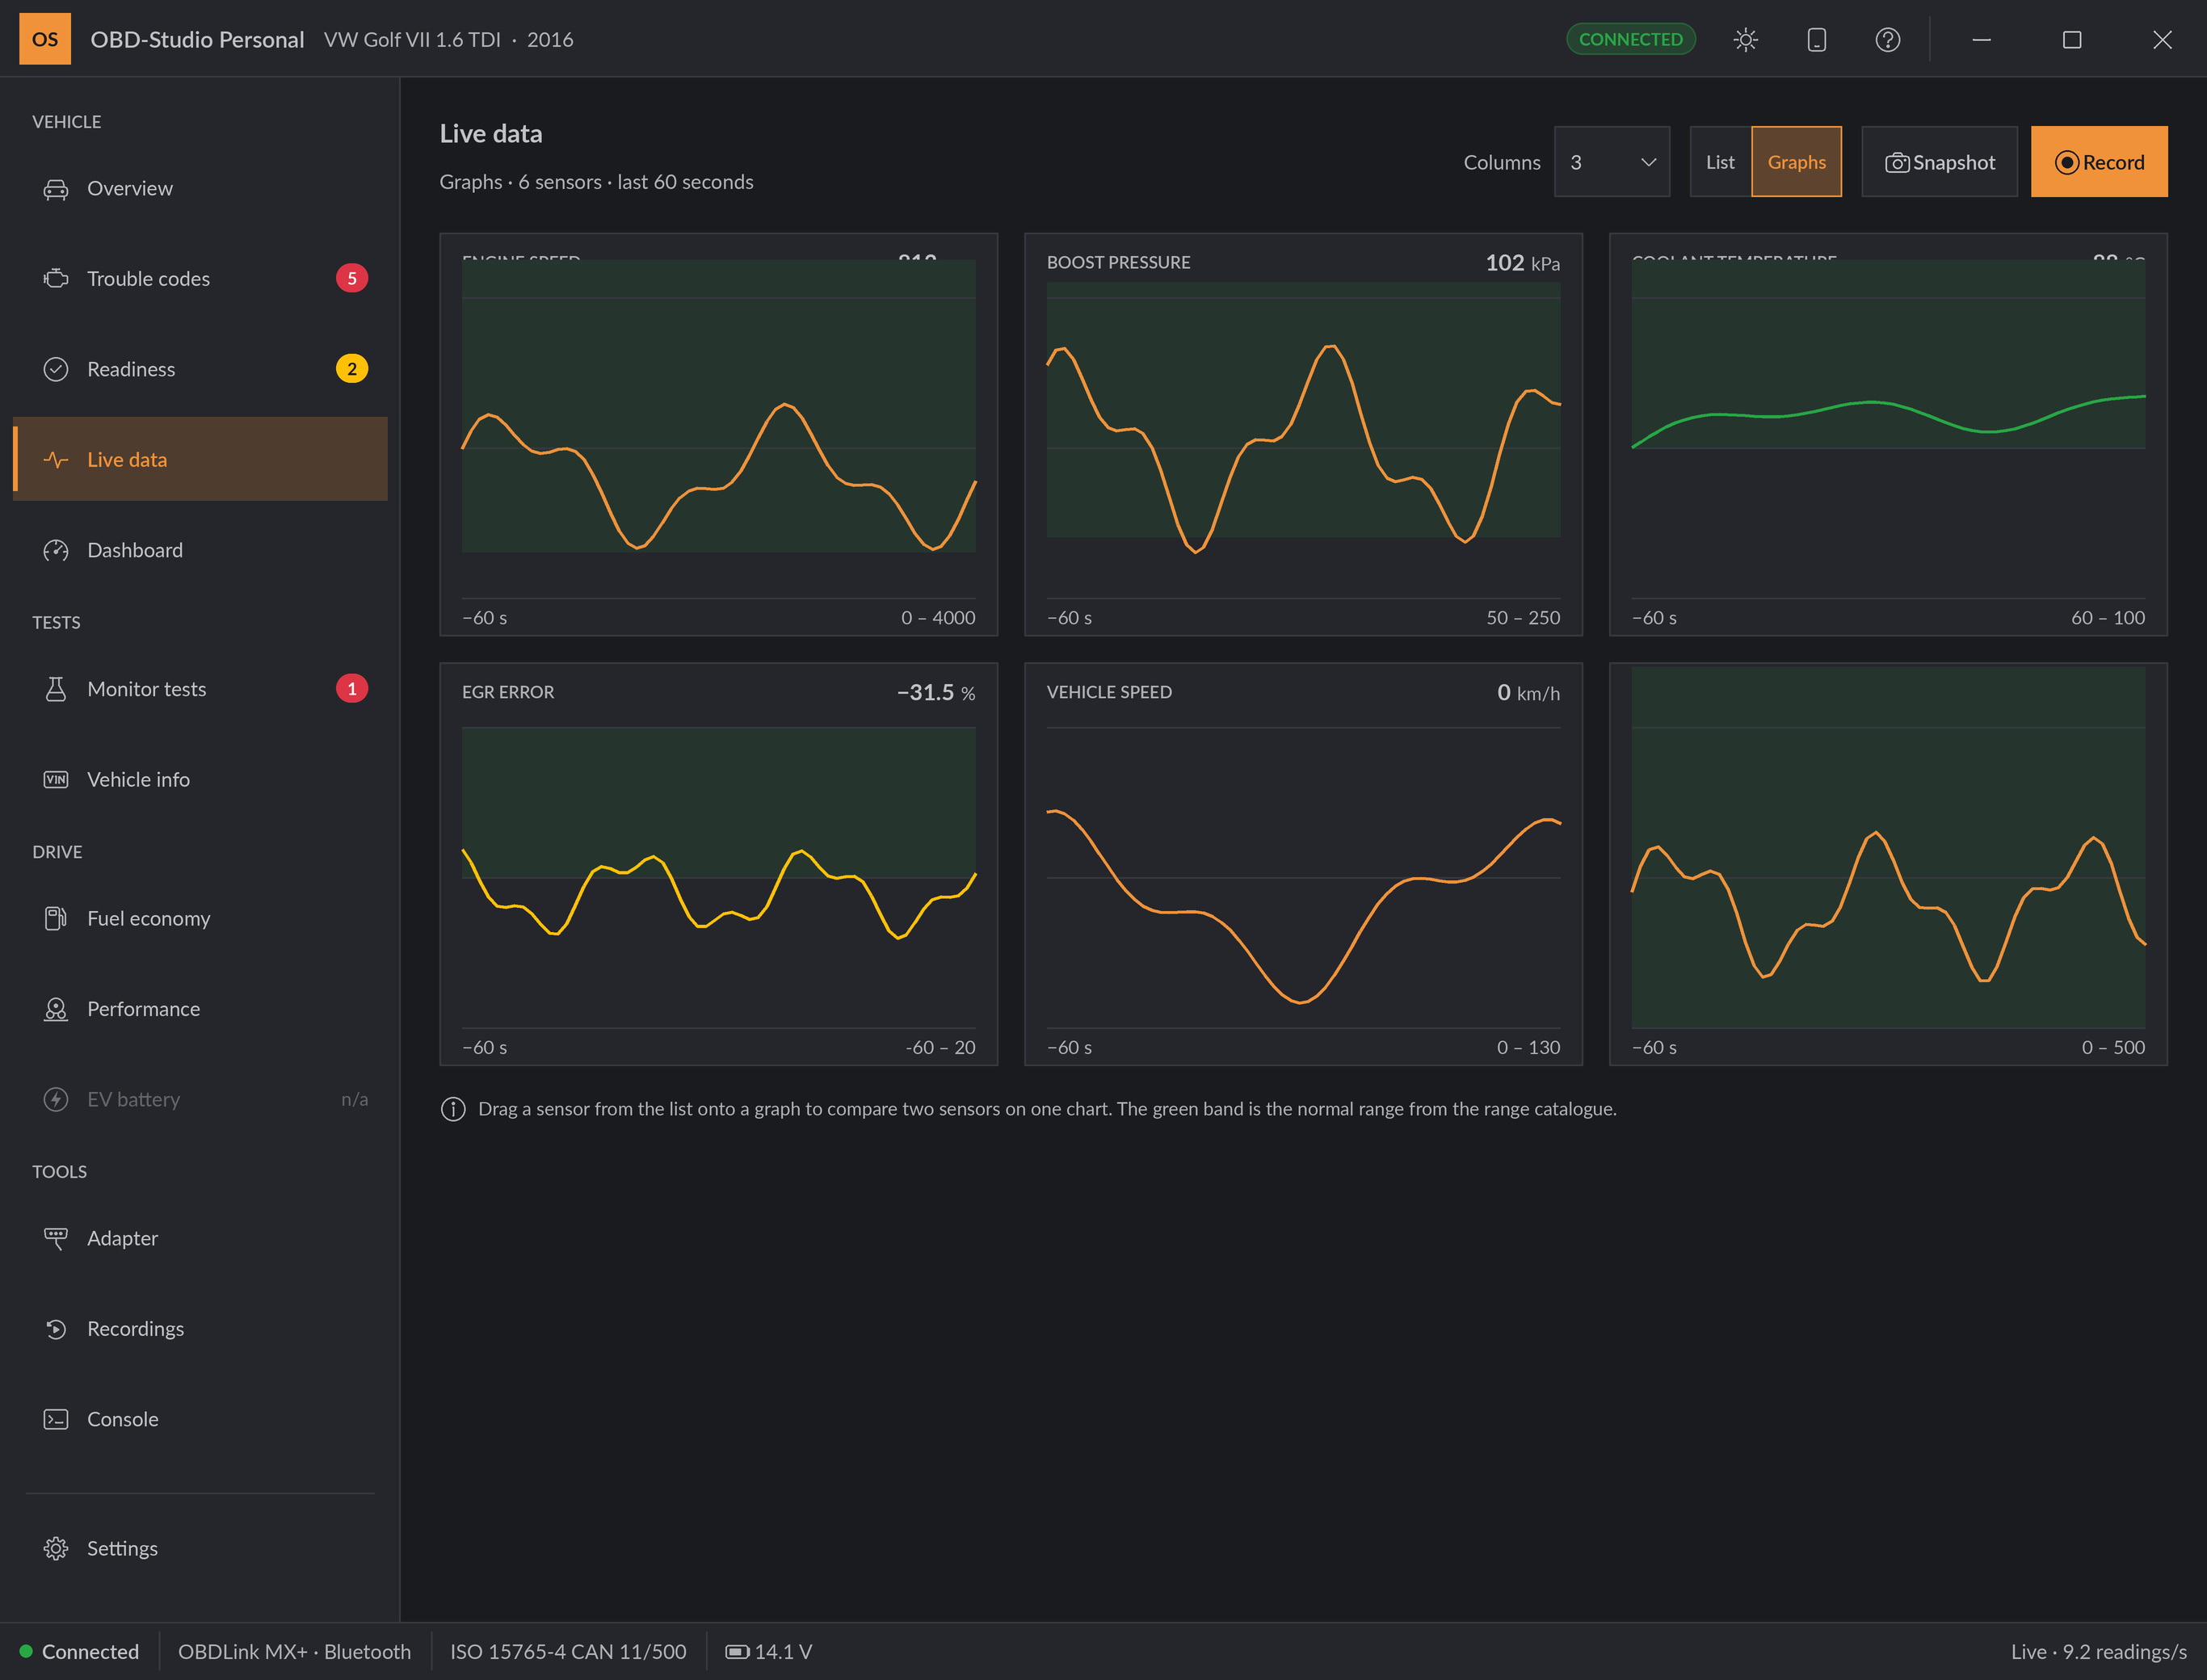 OS OBD-Studio Personal VW Golf VII 1.6 TDI · 2016 CONNECTED
VEHICLE
Overview
Trouble codes 5
Readiness 2
Live data
Dashboard
TESTS
Monitor tests 1
VIN Vehicle info
DRIVE
Fuel economy
Performance
EV battery n/a
TOOLS
Adapter
Recordings
Console
Settings
Live data
Graphs · 6 sensors · last 60 seconds
Columns 3 List Graphs Snapshot Record
ENGINE SPEED
−60 s 0 – 4000
BOOST PRESSURE 102 kPa
−60 s 50 – 250
COOLANT TEMPERATURE °C
−60 s 60 – 100
EGR ERROR −31.5 %
−60 s -60 – 20
VEHICLE SPEED 0 km/h
−60 s 0 – 130
−60 s 0 – 500
Drag a sensor from the list onto a graph to compare two sensors on one chart. The green band is the normal range from the range catalogue.
Connected OBDLink MX+ · Bluetooth ISO 15765-4 CAN 11/500 14.1 V Live · 9.2 readings/s